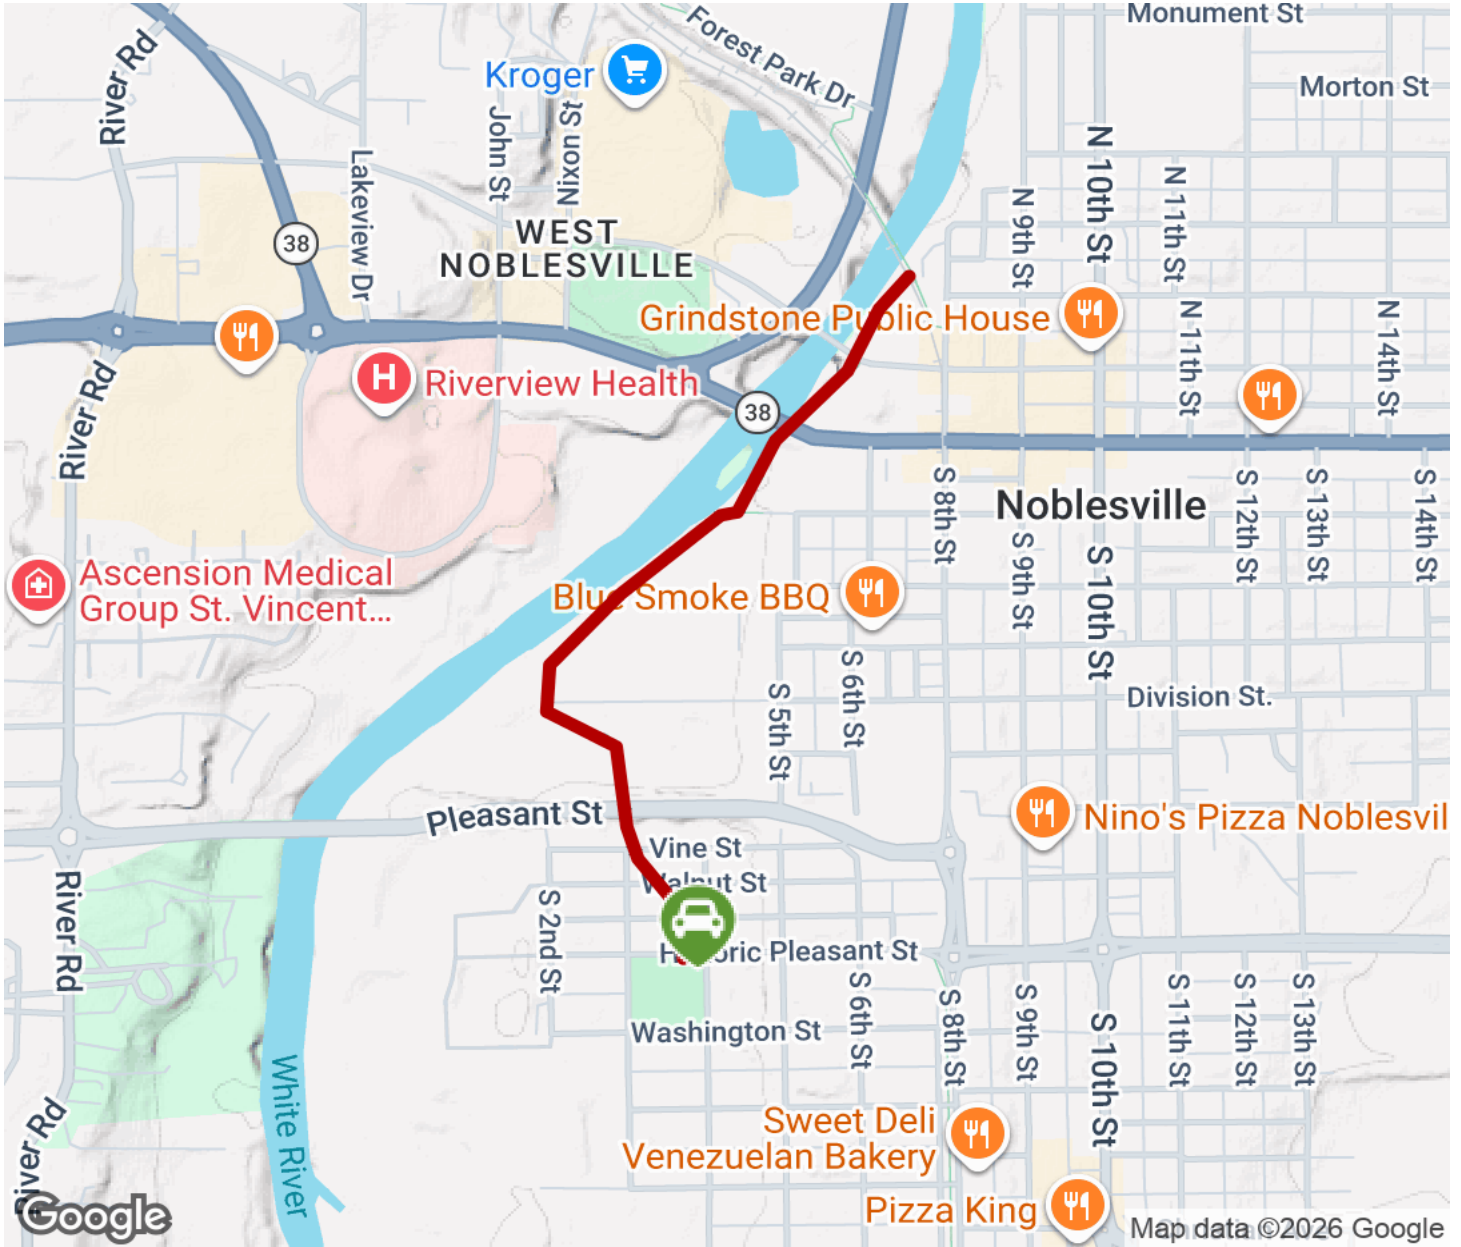 Monument St
River Rd
Forest Park Dr
Kroger
Morton St
John St
Nixon St
N 10th St
Lakeview Dr
N 11th St
N 9th St
WEST
NOBLESVILLE
38
Grindstone Public House
N 11th St
N 14th St
Riverview Health
River Rd
38
S 8th St
Noblesville
S 12th St
S 13th St
S 14th St
S 9th St
S 10th St
Ascension Medical
Group St. Vincent...
Blue Smoke BBQ
S 6th St
S 5th St
Division St.
Pleasant St
Nino's Pizza Noblesvil
Vine St
Walnut St
River Rd
S 2nd St
Historic Pleasant St
S 6th St
S 8th St
S 9th St
S 11th St
S 12th St
S 13th St
Washington St
S 10th St
White River
River Rd
Sweet Deli
Venezuelan Bakery
Pizza King
Google
Map data ©2026 Google